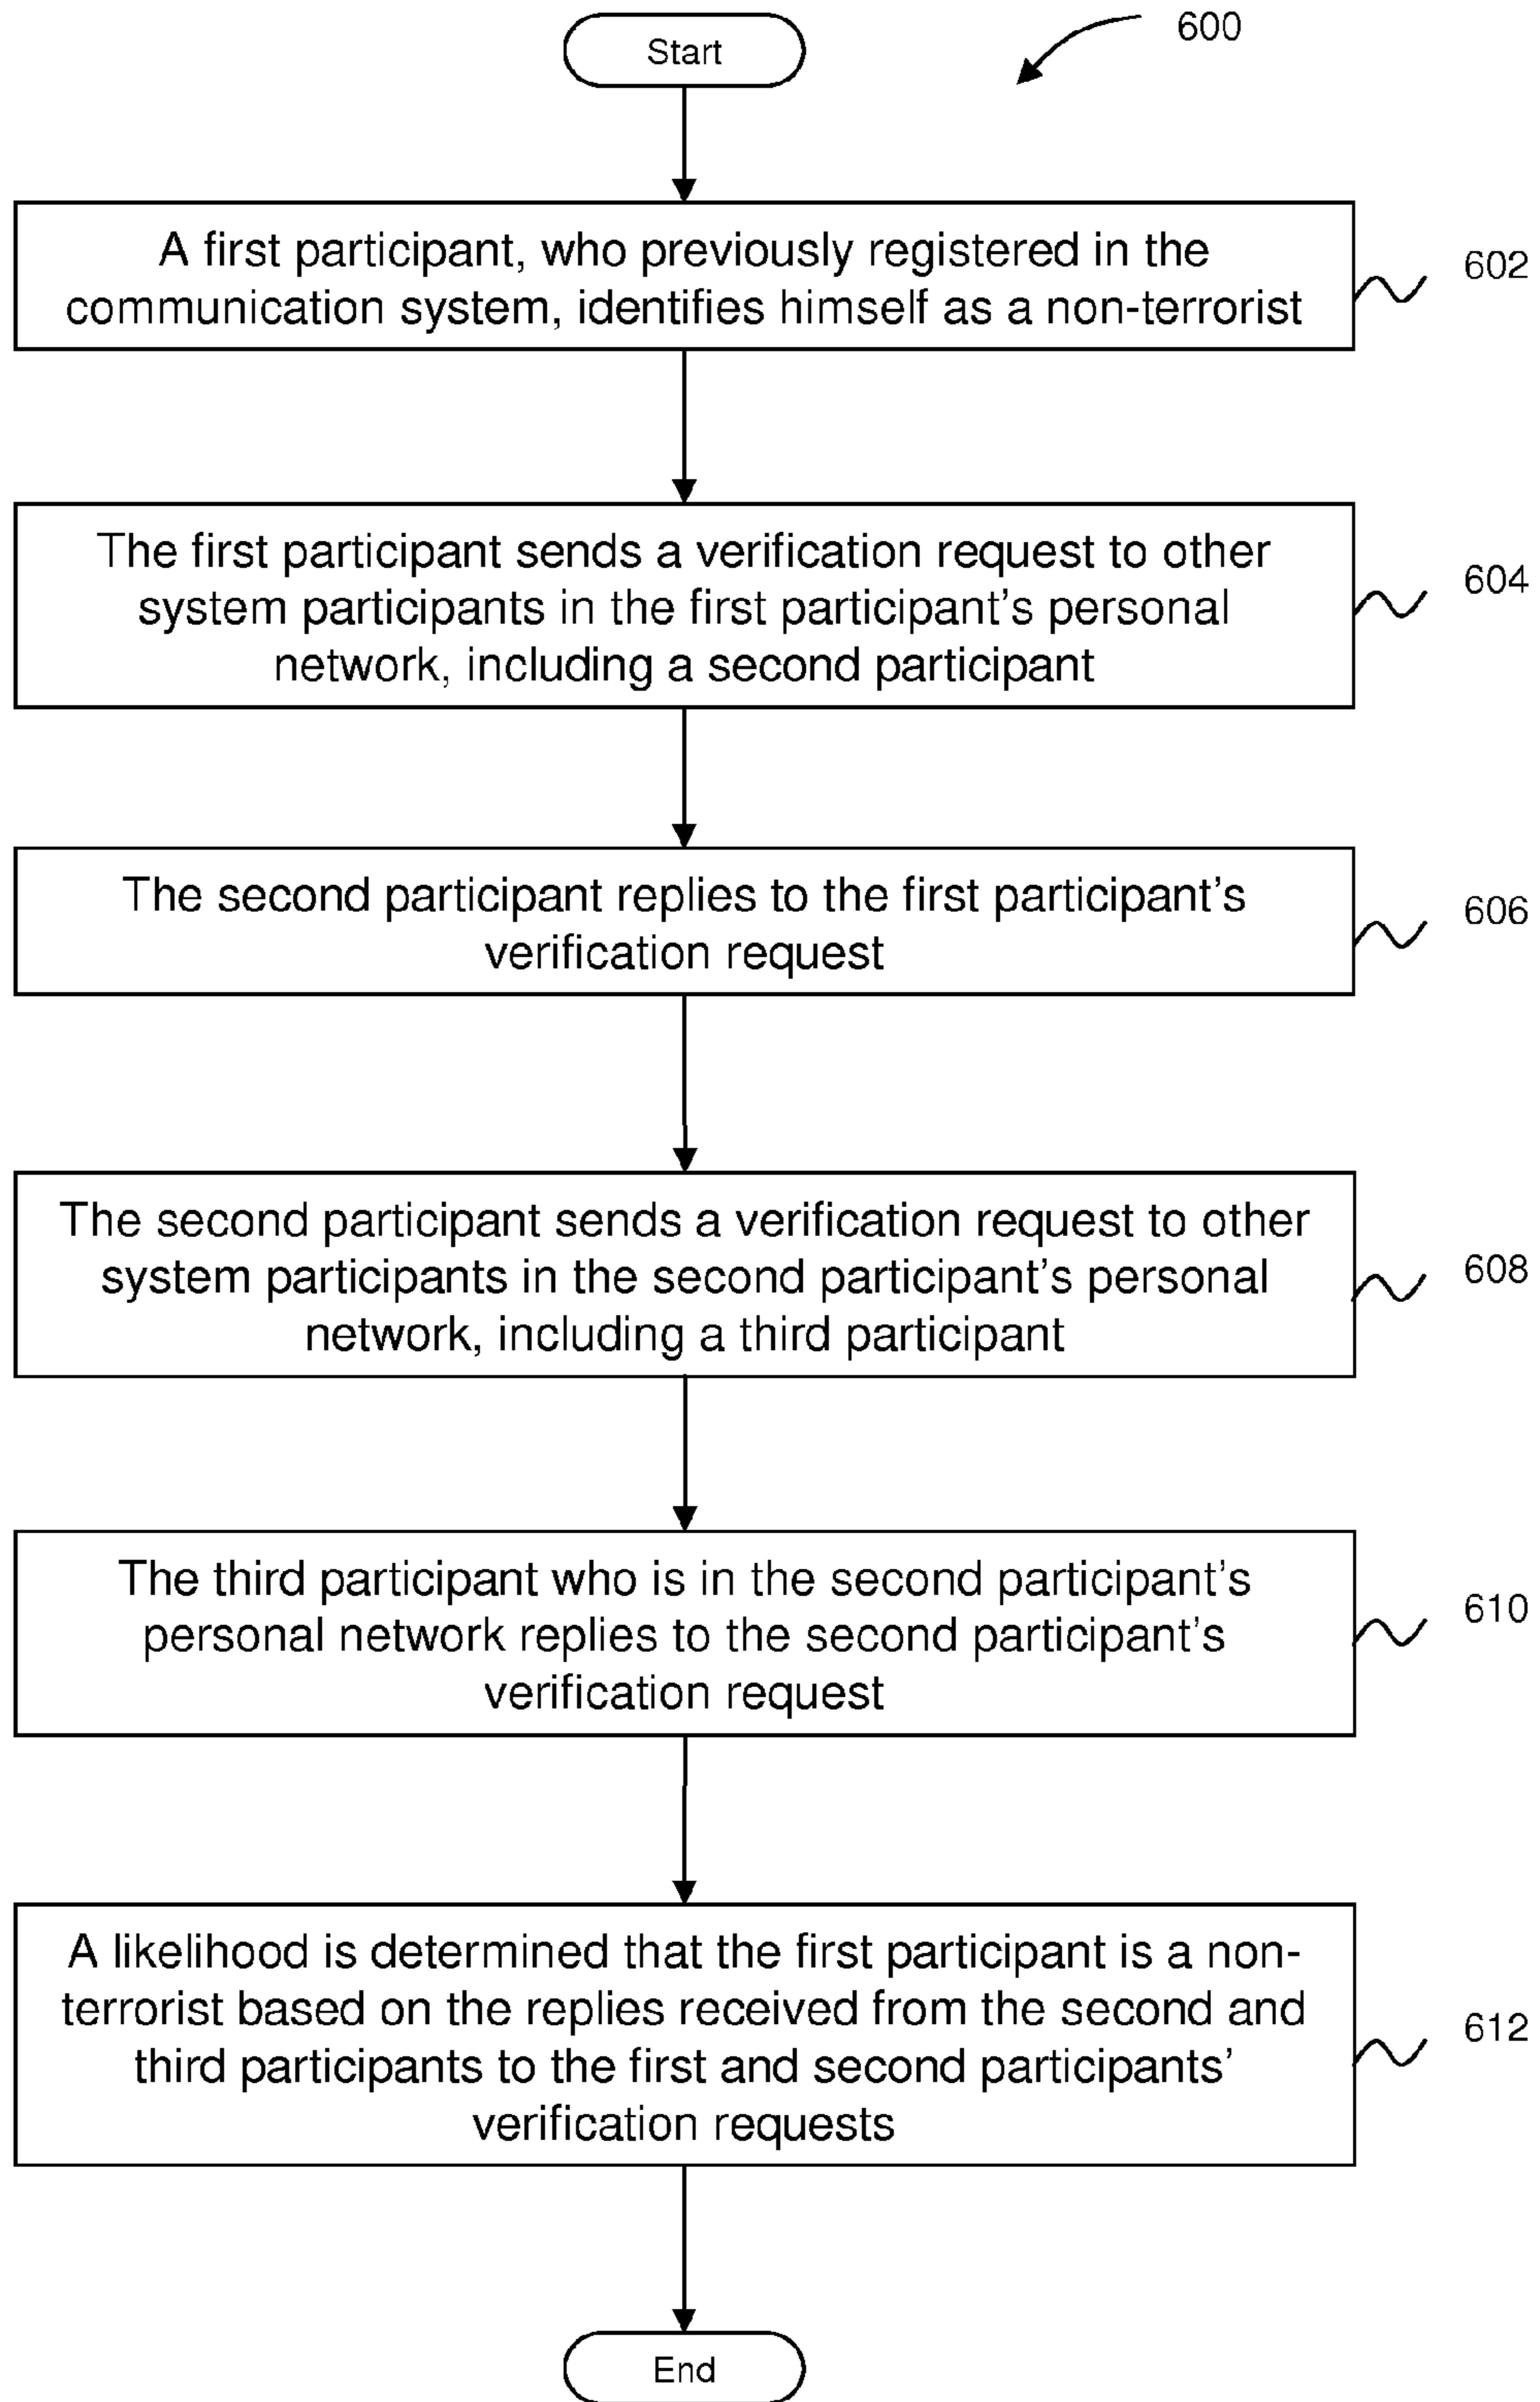 Start
600
A first participant, who previously registered in the
communication system, identifies himself as a non-terrorist
602
The first participant sends a verification request to other
system participants in the first participant's personal
network, including a second participant
604
The second participant replies to the first participant's
verification request
606
The second participant sends a verification request to other
system participants in the second participant's personal
network, including a third participant
608
The third participant who is in the second participant's
personal network replies to the second participant's
verification request
610
A likelihood is determined that the first participant is a non-
terrorist based on the replies received from the second and
third participants to the first and second participants'
verification requests
612
End